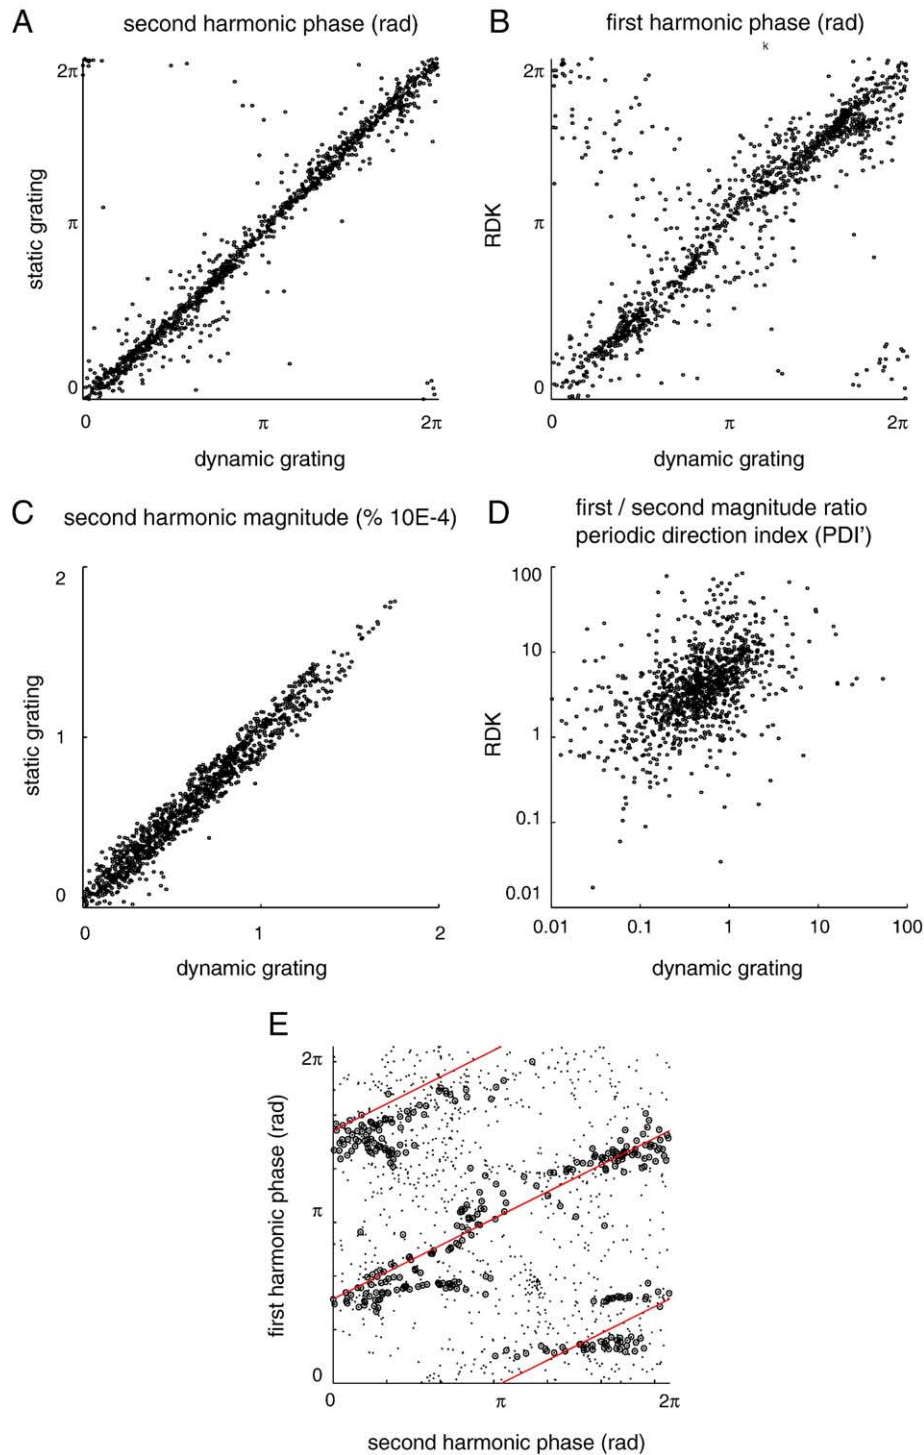 A second harmonic phase (rad)
2π
π
0
static grating
0 π 2π
dynamic grating
B first harmonic phase (rad)
k
2π
π
0
RDK
0 π 2π
dynamic grating
C second harmonic magnitude (% 10E-4)
2
1
0
static grating
0 1 2
dynamic grating
D first / second magnitude ratio
periodic direction index (PDI')
100
10
1
0.1
0.01
RDK
0.01 0.1 1 10 100
dynamic grating
E
2π
π
0
first harmonic phase (rad)
0 π 2π
second harmonic phase (rad)